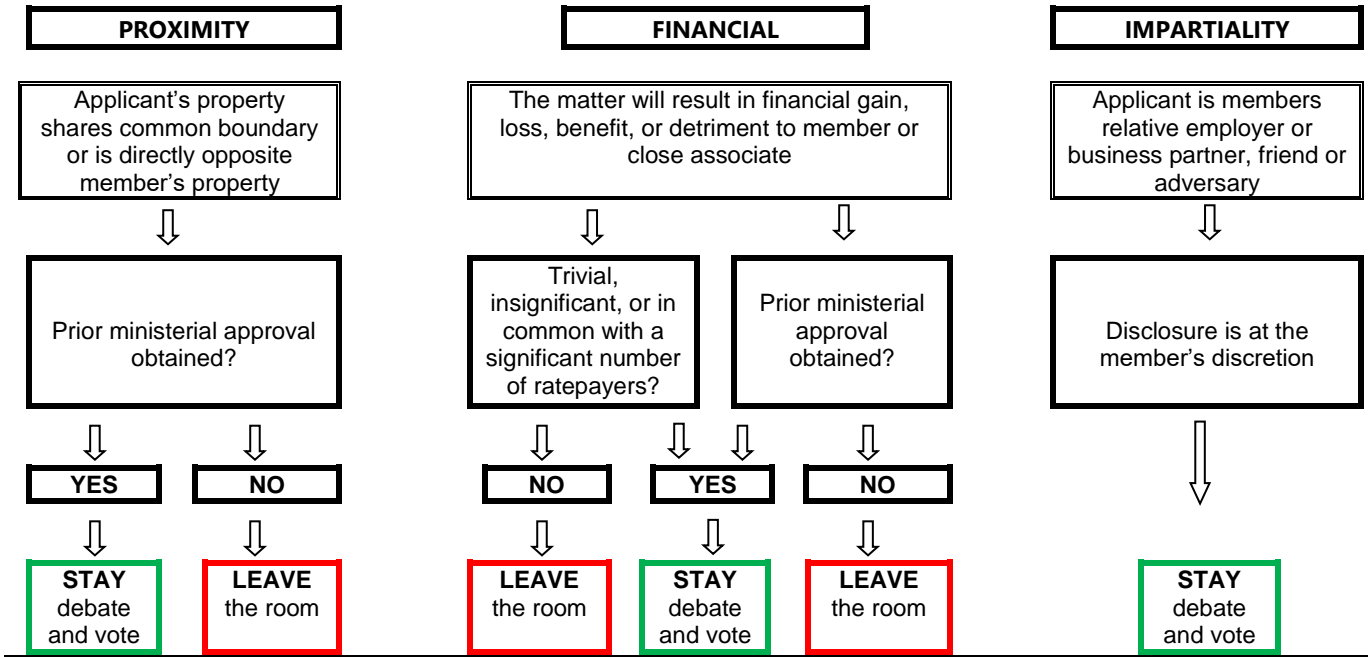 PROXIMITY
FINANCIAL
IMPARTIALITY
Applicant's property
shares common boundary
or is directly opposite
member's property
The matter will result in financial gain,
loss, benefit, or detriment to member or
close associate
Applicant is members
relative employer or
business partner, friend or
adversary
Prior ministerial approval
obtained?
Trivial,
insignificant, or in
common with a
significant number
of ratepayers?
Prior ministerial
approval
obtained?
Disclosure is at the
member's discretion
YES
NO
NO
YES
NO
STAY
debate
and vote
LEAVE
the room
LEAVE
the room
STAY
debate
and vote
LEAVE
the room
STAY
debate
and vote